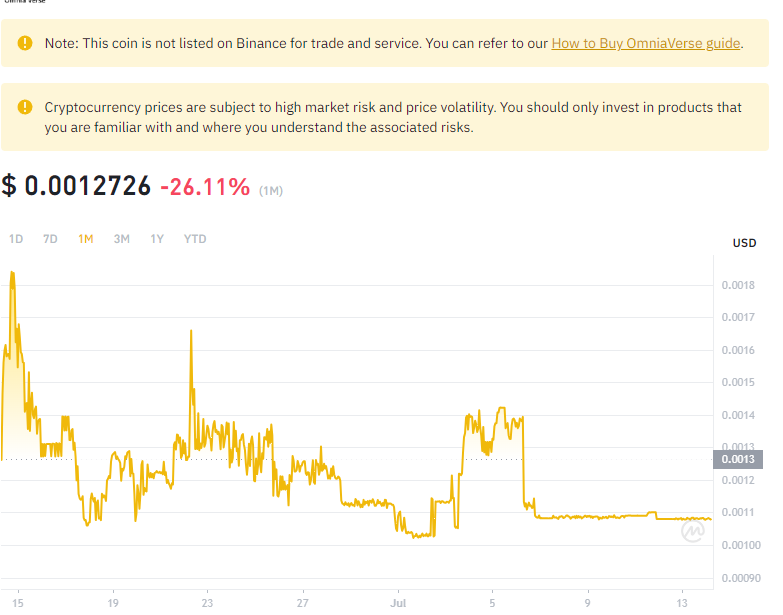 Omnia Verse
Note: This coin is not listed on Binance for trade and service. You can refer to our How to Buy OmniaVerse guide.
Cryptocurrency prices are subject to high market risk and price volatility. You should only invest in products that
you are familiar with and where you understand the associated risks.
$ 0.0012726 -26.11% (1M)
1D 7D 1M 3M 1Y YTD
USD
0.0018
0.0017
0.0016
0.0015
0.0014
0.0013
0.0013
0.0012
0.0011
0.00100
0.00090
15 19 23 27 Jul 5 9 13